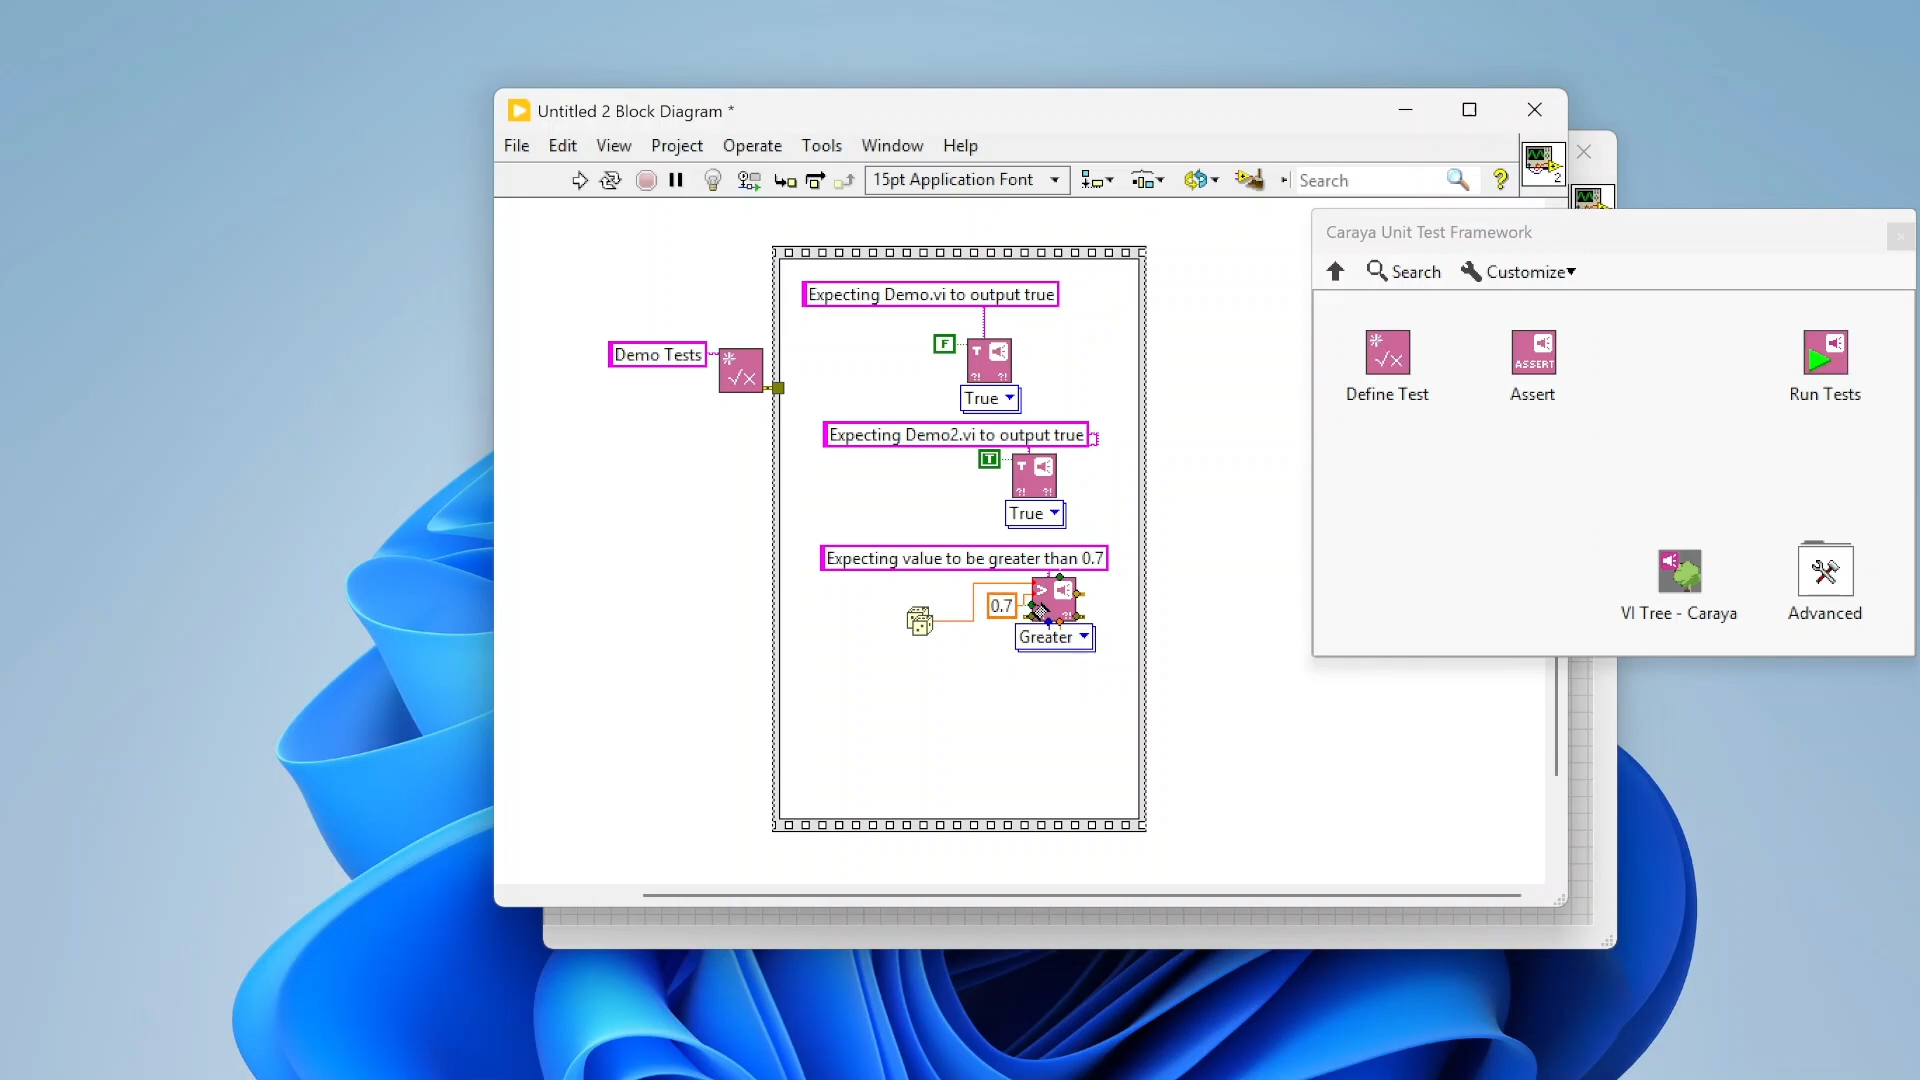 Untitled 2 Block Diagram *
File Edit View Project Operate Tools Window Help
15pt Application Font
Search
2
Caraya Unit Test Framework
Search Customize
Expecting Demo.vi to output true
F
T
?! ?!
True
Demo Tests
√x
Expecting Demo2.vi to output true
T
T
?! ?!
True
Expecting value to be greater than 0.7
0.7
>
?!
Greater
√x
ASSERT
Define Test
Assert
Run Tests
VI Tree - Caraya
Advanced